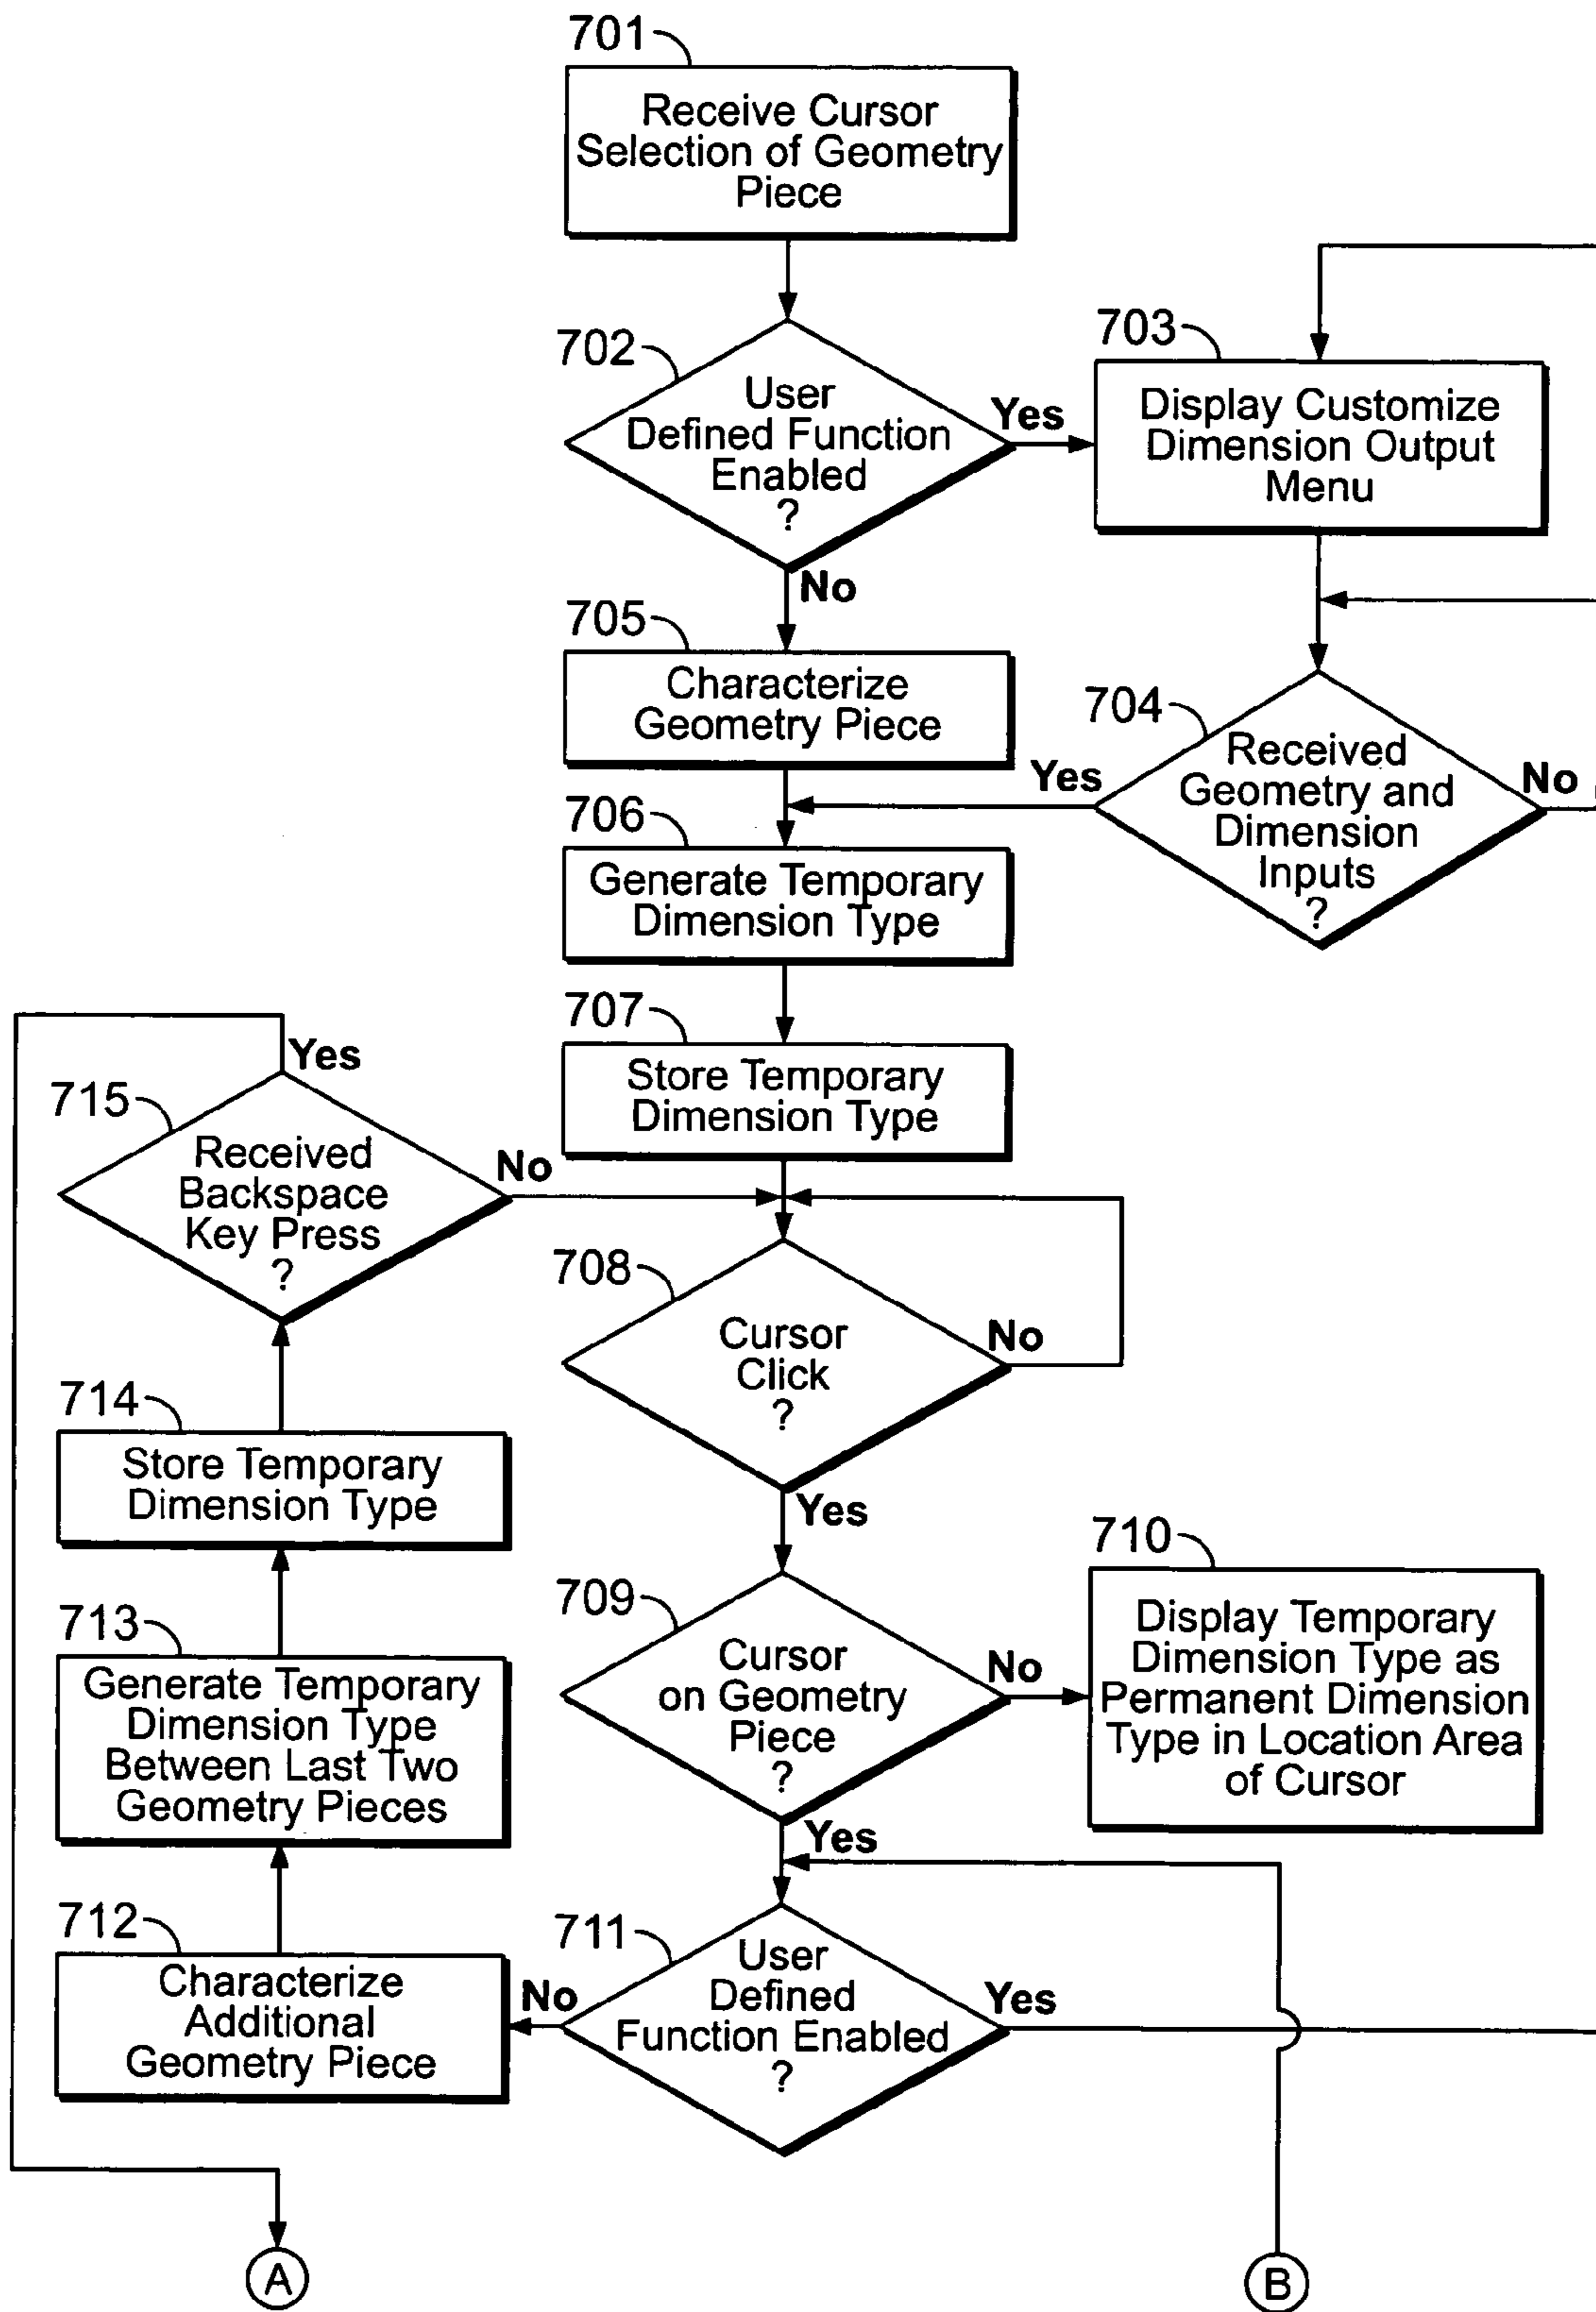 701
Receive Cursor
Selection of Geometry
Piece
702
User
Defined Function
Enabled
?
Yes
No
703
Display Customize
Dimension Output
Menu
704
Received
Geometry and
Dimension
Inputs
?
Yes
No
705
Characterize
Geometry Piece
706
Generate Temporary
Dimension Type
707
Store Temporary
Dimension Type
715
Yes
Received
Backspace
Key Press
?
No
708
Cursor
Click
?
No
Yes
714
Store Temporary
Dimension Type
709
Cursor
on Geometry
Piece
?
No
Yes
710
Display Temporary
Dimension Type as
Permanent Dimension
Type in Location Area
of Cursor
713
Generate Temporary
Dimension Type
Between Last Two
Geometry Pieces
712
Characterize
Additional
Geometry Piece
711
User
Defined
Function Enabled
?
No
Yes
A
B